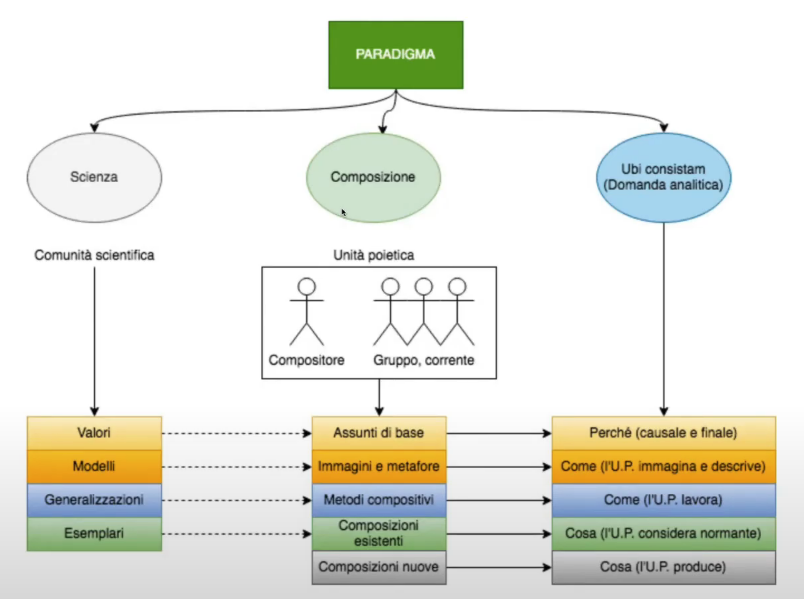 PARADIGMA
Scienza
Composizione
Ubi consistam
(Domanda analitica)
Comunità scientifica
Unità poietica
Compositore
Gruppo, corrente
Valori
Assunti di base
Perchè (causale e finale)
Modelli
Immagini e metafore
Come (l'U.P. immagina e descrive)
Generalizzazioni
Metodi compositivi
Come (l'U.P. lavora)
Esemplari
Composizioni
esistenti
Cosa (l'U.P. considera normante)
Composizioni nuove
Cosa (l'U.P. produce)